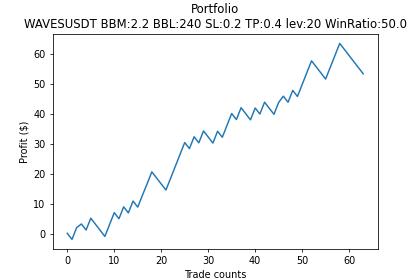 Portfolio
WAVESUSDT BBM:2.2 BBL:240 SL:0.2 TP:0.4 lev:20 WinRatio:50.0
60
50
40
30
20
10
0
Profit ($)
0 10 20 30 40 50 60
Trade counts